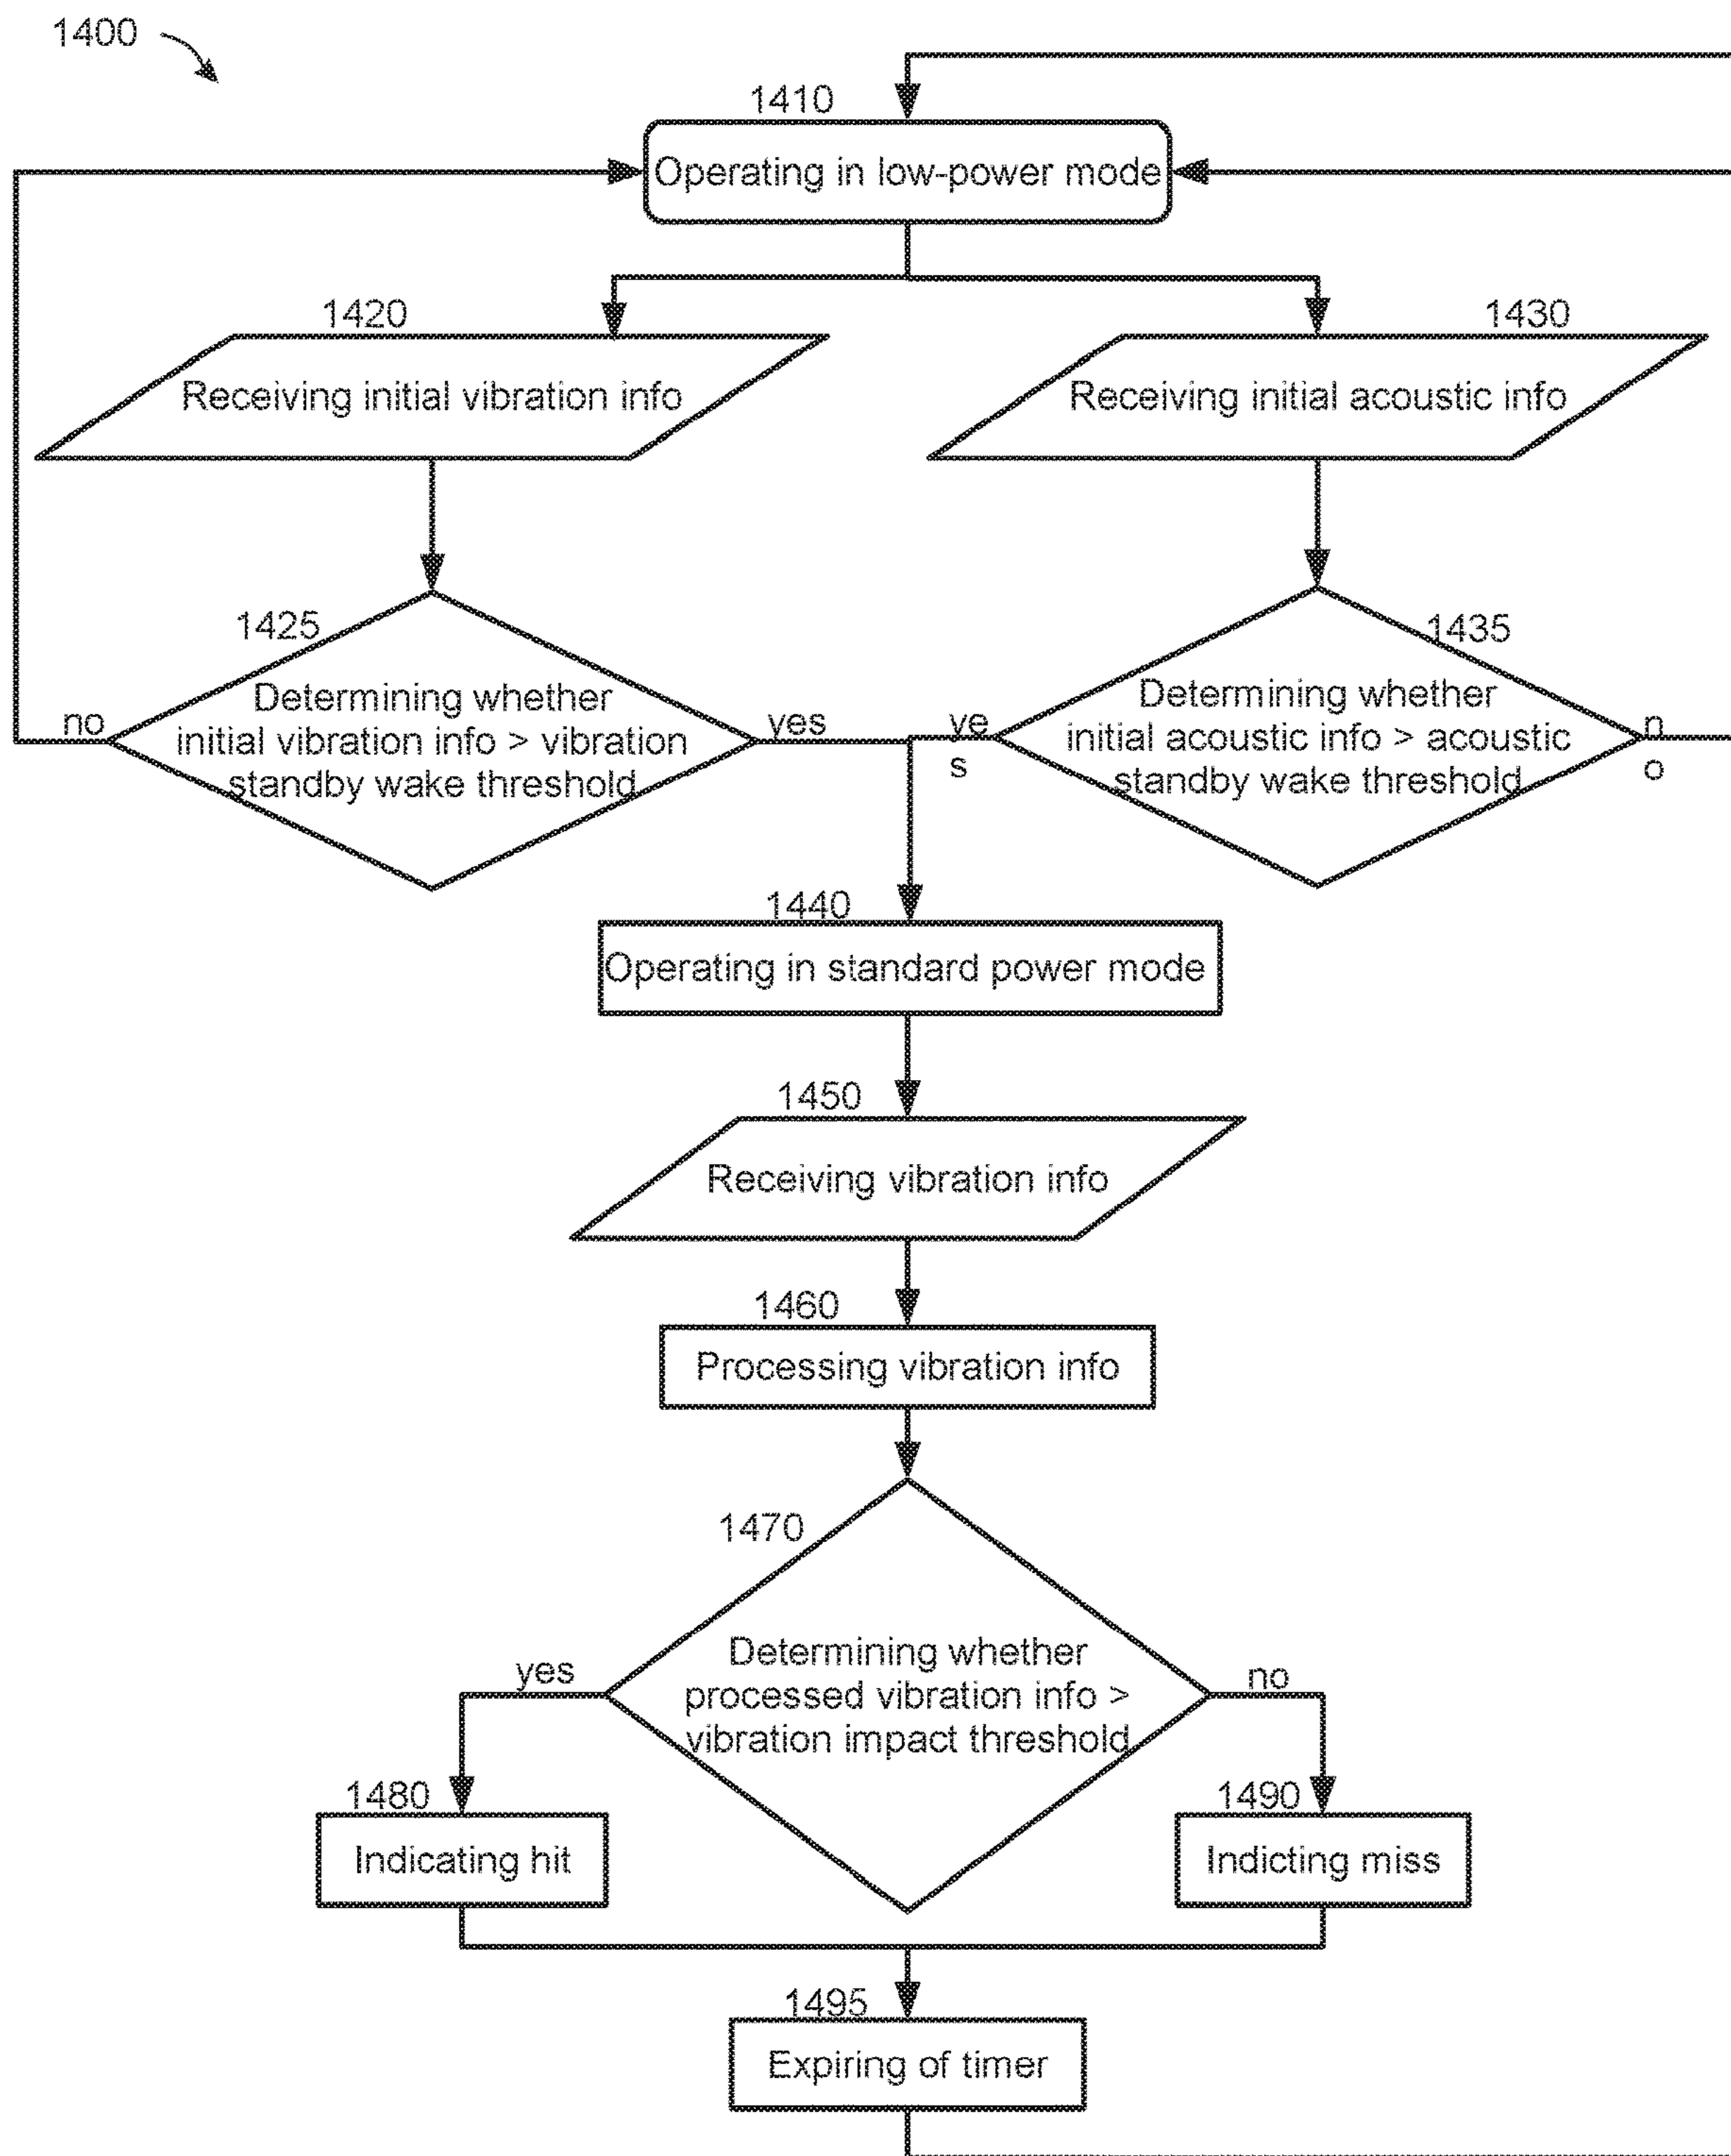 1400
1410
Operating in low-power mode
1420
1430
Receiving initial vibration info
Receiving initial acoustic info
1425
1435
Determining whether
initial vibration info > vibration
standby wake threshold
no
yes
Determining whether
initial acoustic info > acoustic
standby wake threshold
ye
s
n
o
1440
Operating in standard power mode
1450
Receiving vibration info
1460
Processing vibration info
1470
Determining whether
processed vibration info >
vibration impact threshold
yes
no
1480
1490
Indicating hit
Indicting miss
1495
Expiring of timer